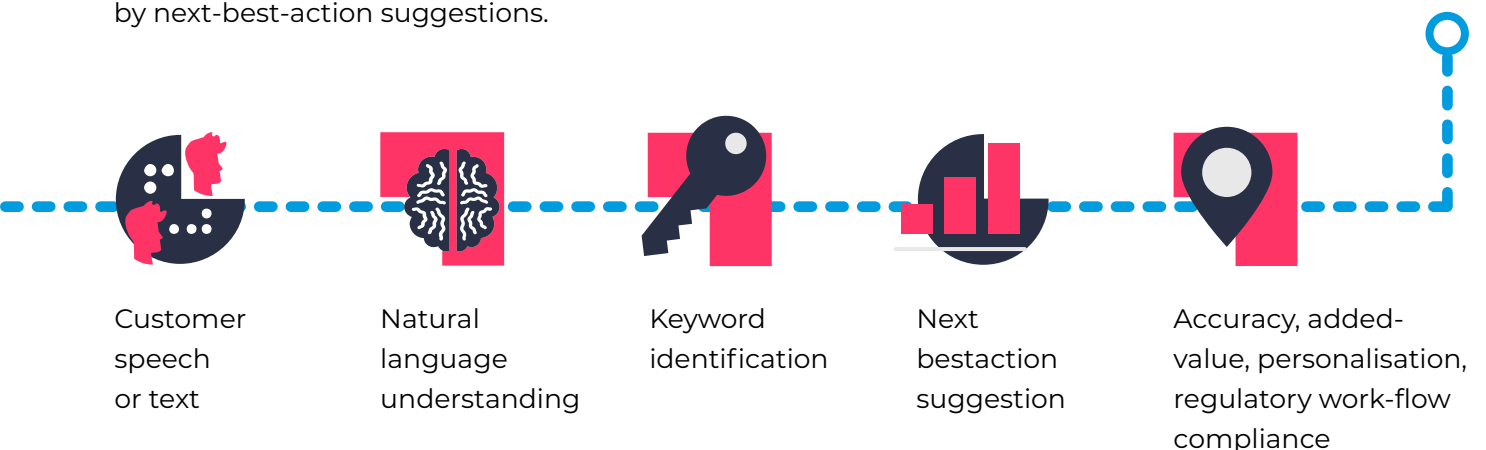 by next-best-action suggestions.
Customer
speech
or text
Natural
language
understanding
Keyword
identification
Next
bestaction
suggestion
Accuracy, added-
value, personalisation,
regulatory work-flow
compliance